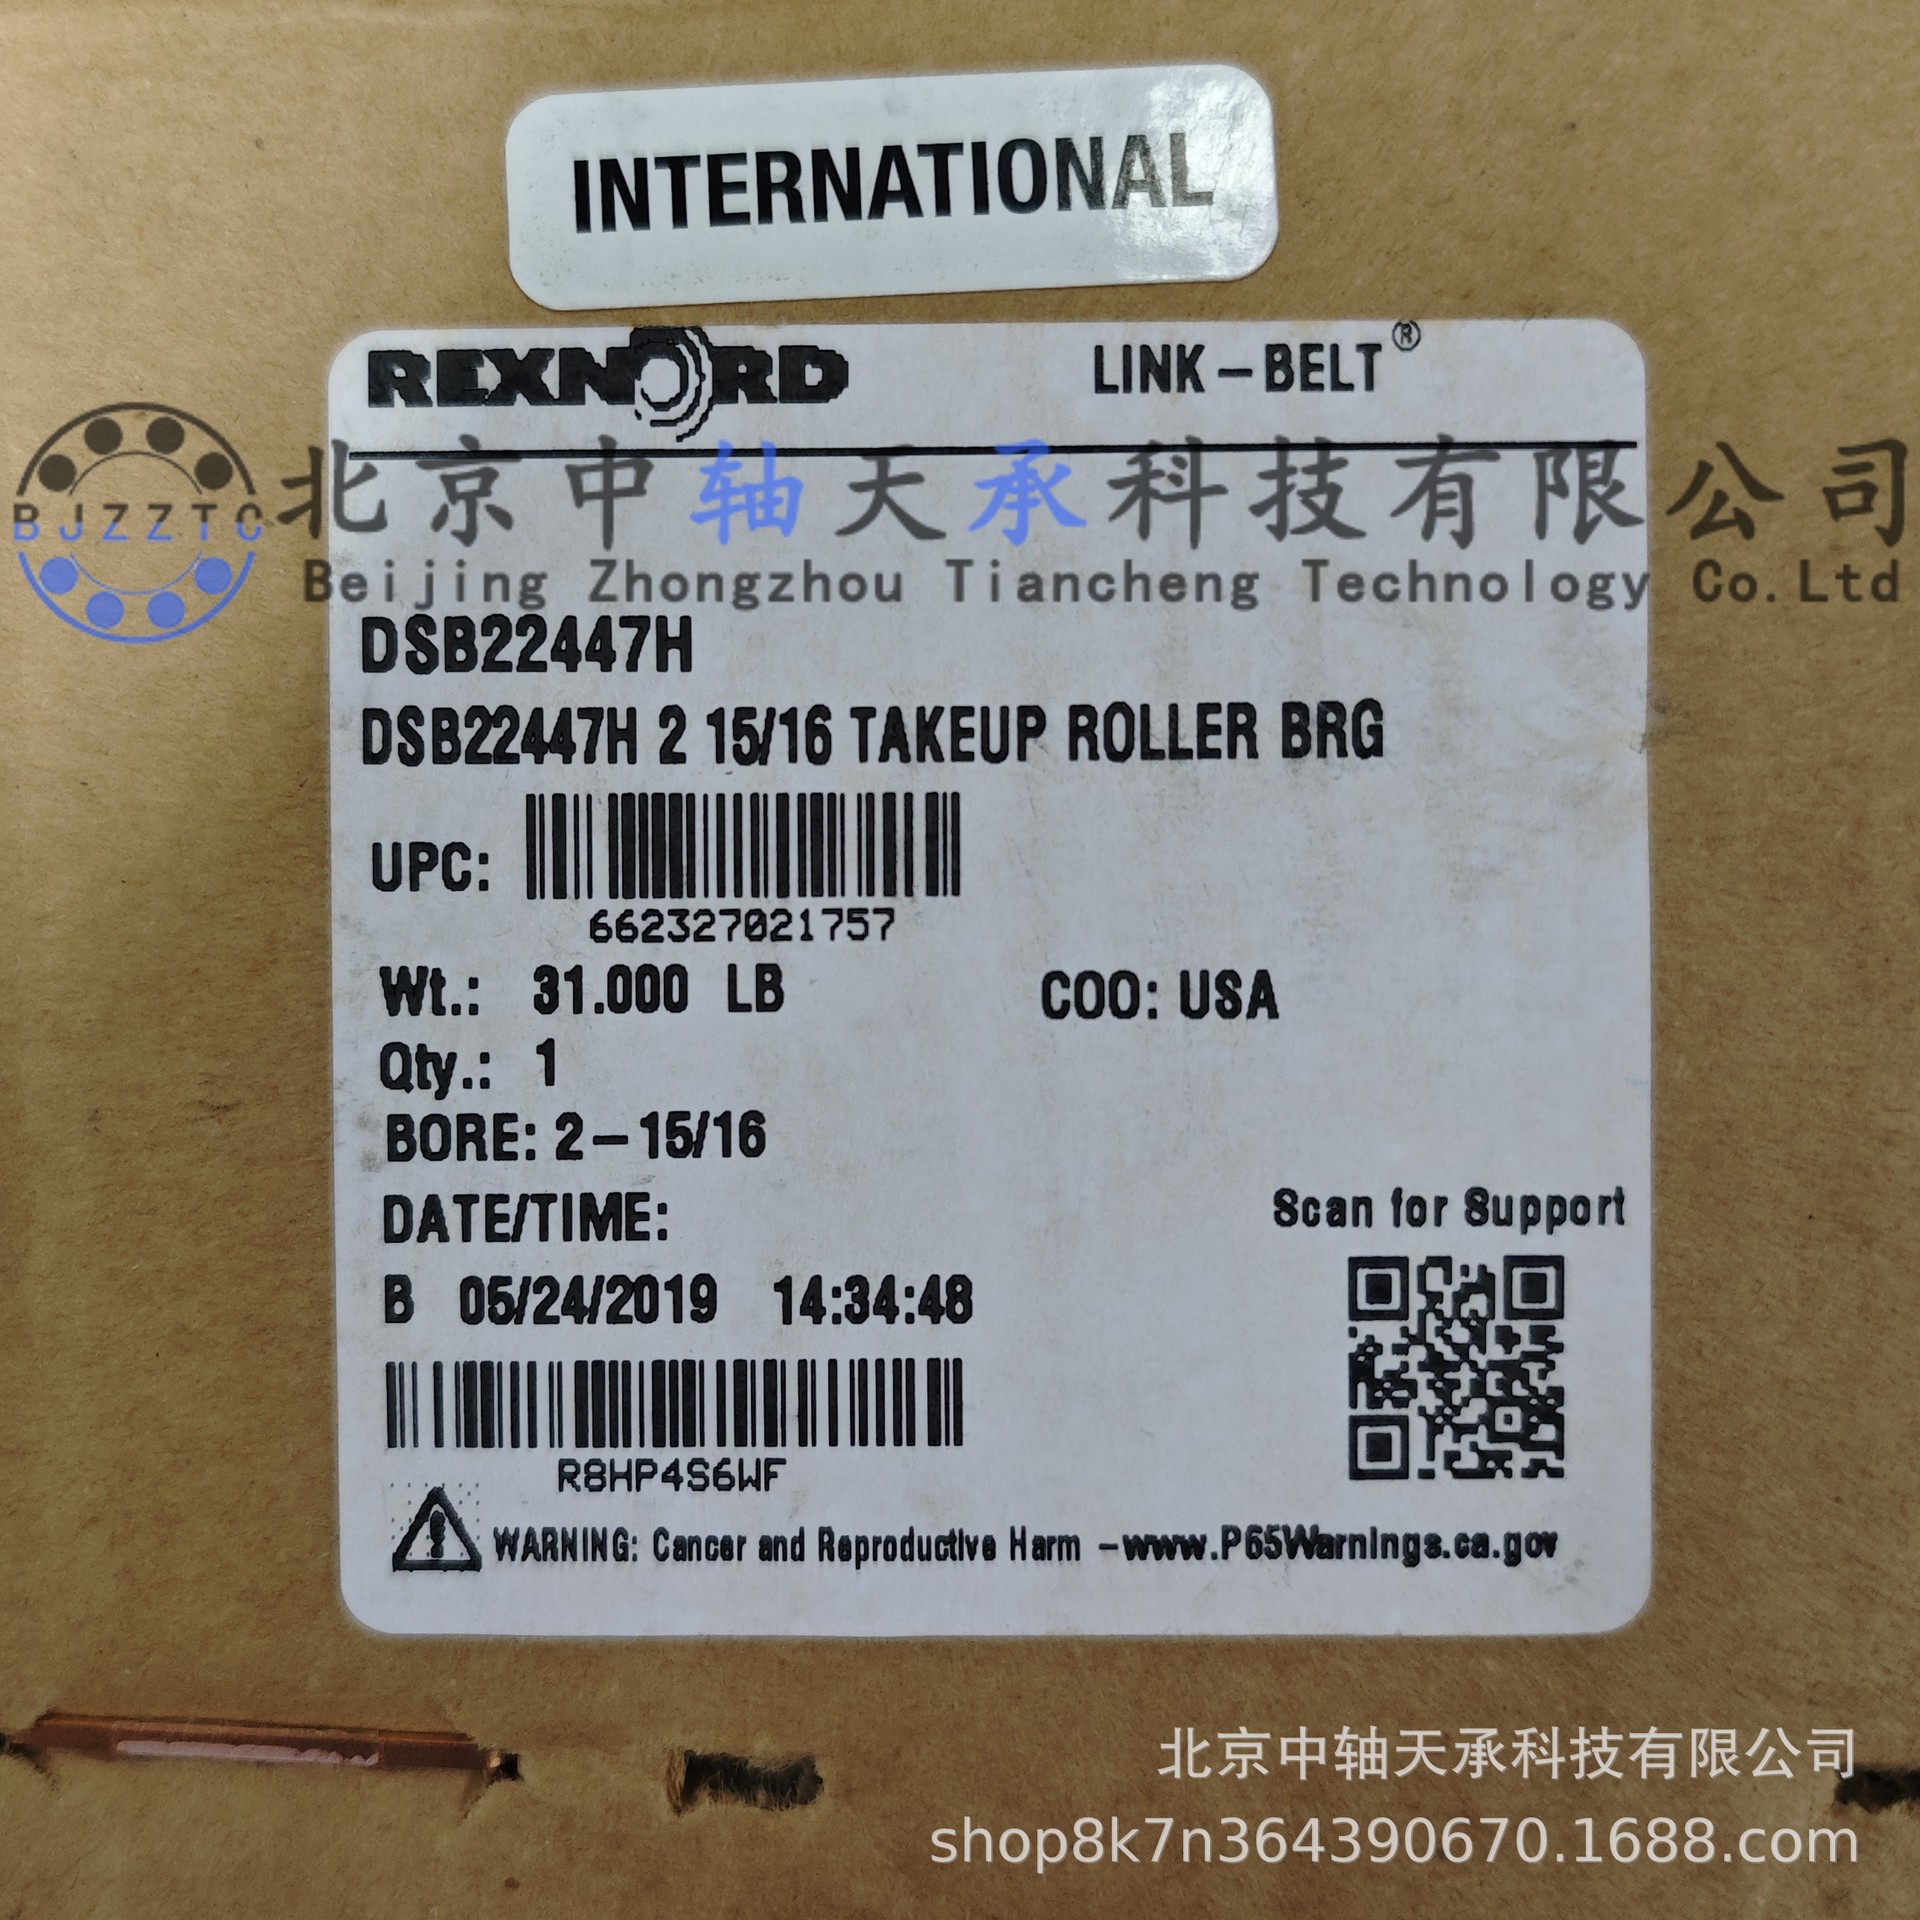 INTERNATIONAL
REXNORD LINK-BELT®
北京中轴天承科技有限公司
BJZZTC
Beijing Zhongzhou Tiancheng Technology Co.Ltd
DSB22447H
DSB22447H 2 15/16 TAKEUP ROLLER BRG
UPC:
662327021757
Wt.: 31.000 LB COO: USA
Qty.: 1
BORE: 2-15/16
DATE/TIME:
Scan for Support
B 05/24/2019 14:34:48
R8HP4S6WF
WARNING: Cancer and Reproductive Harm -www.P65Warnings.ca.gov
北京中轴天承科技有限公司
shop8k7n364390670.1688.com